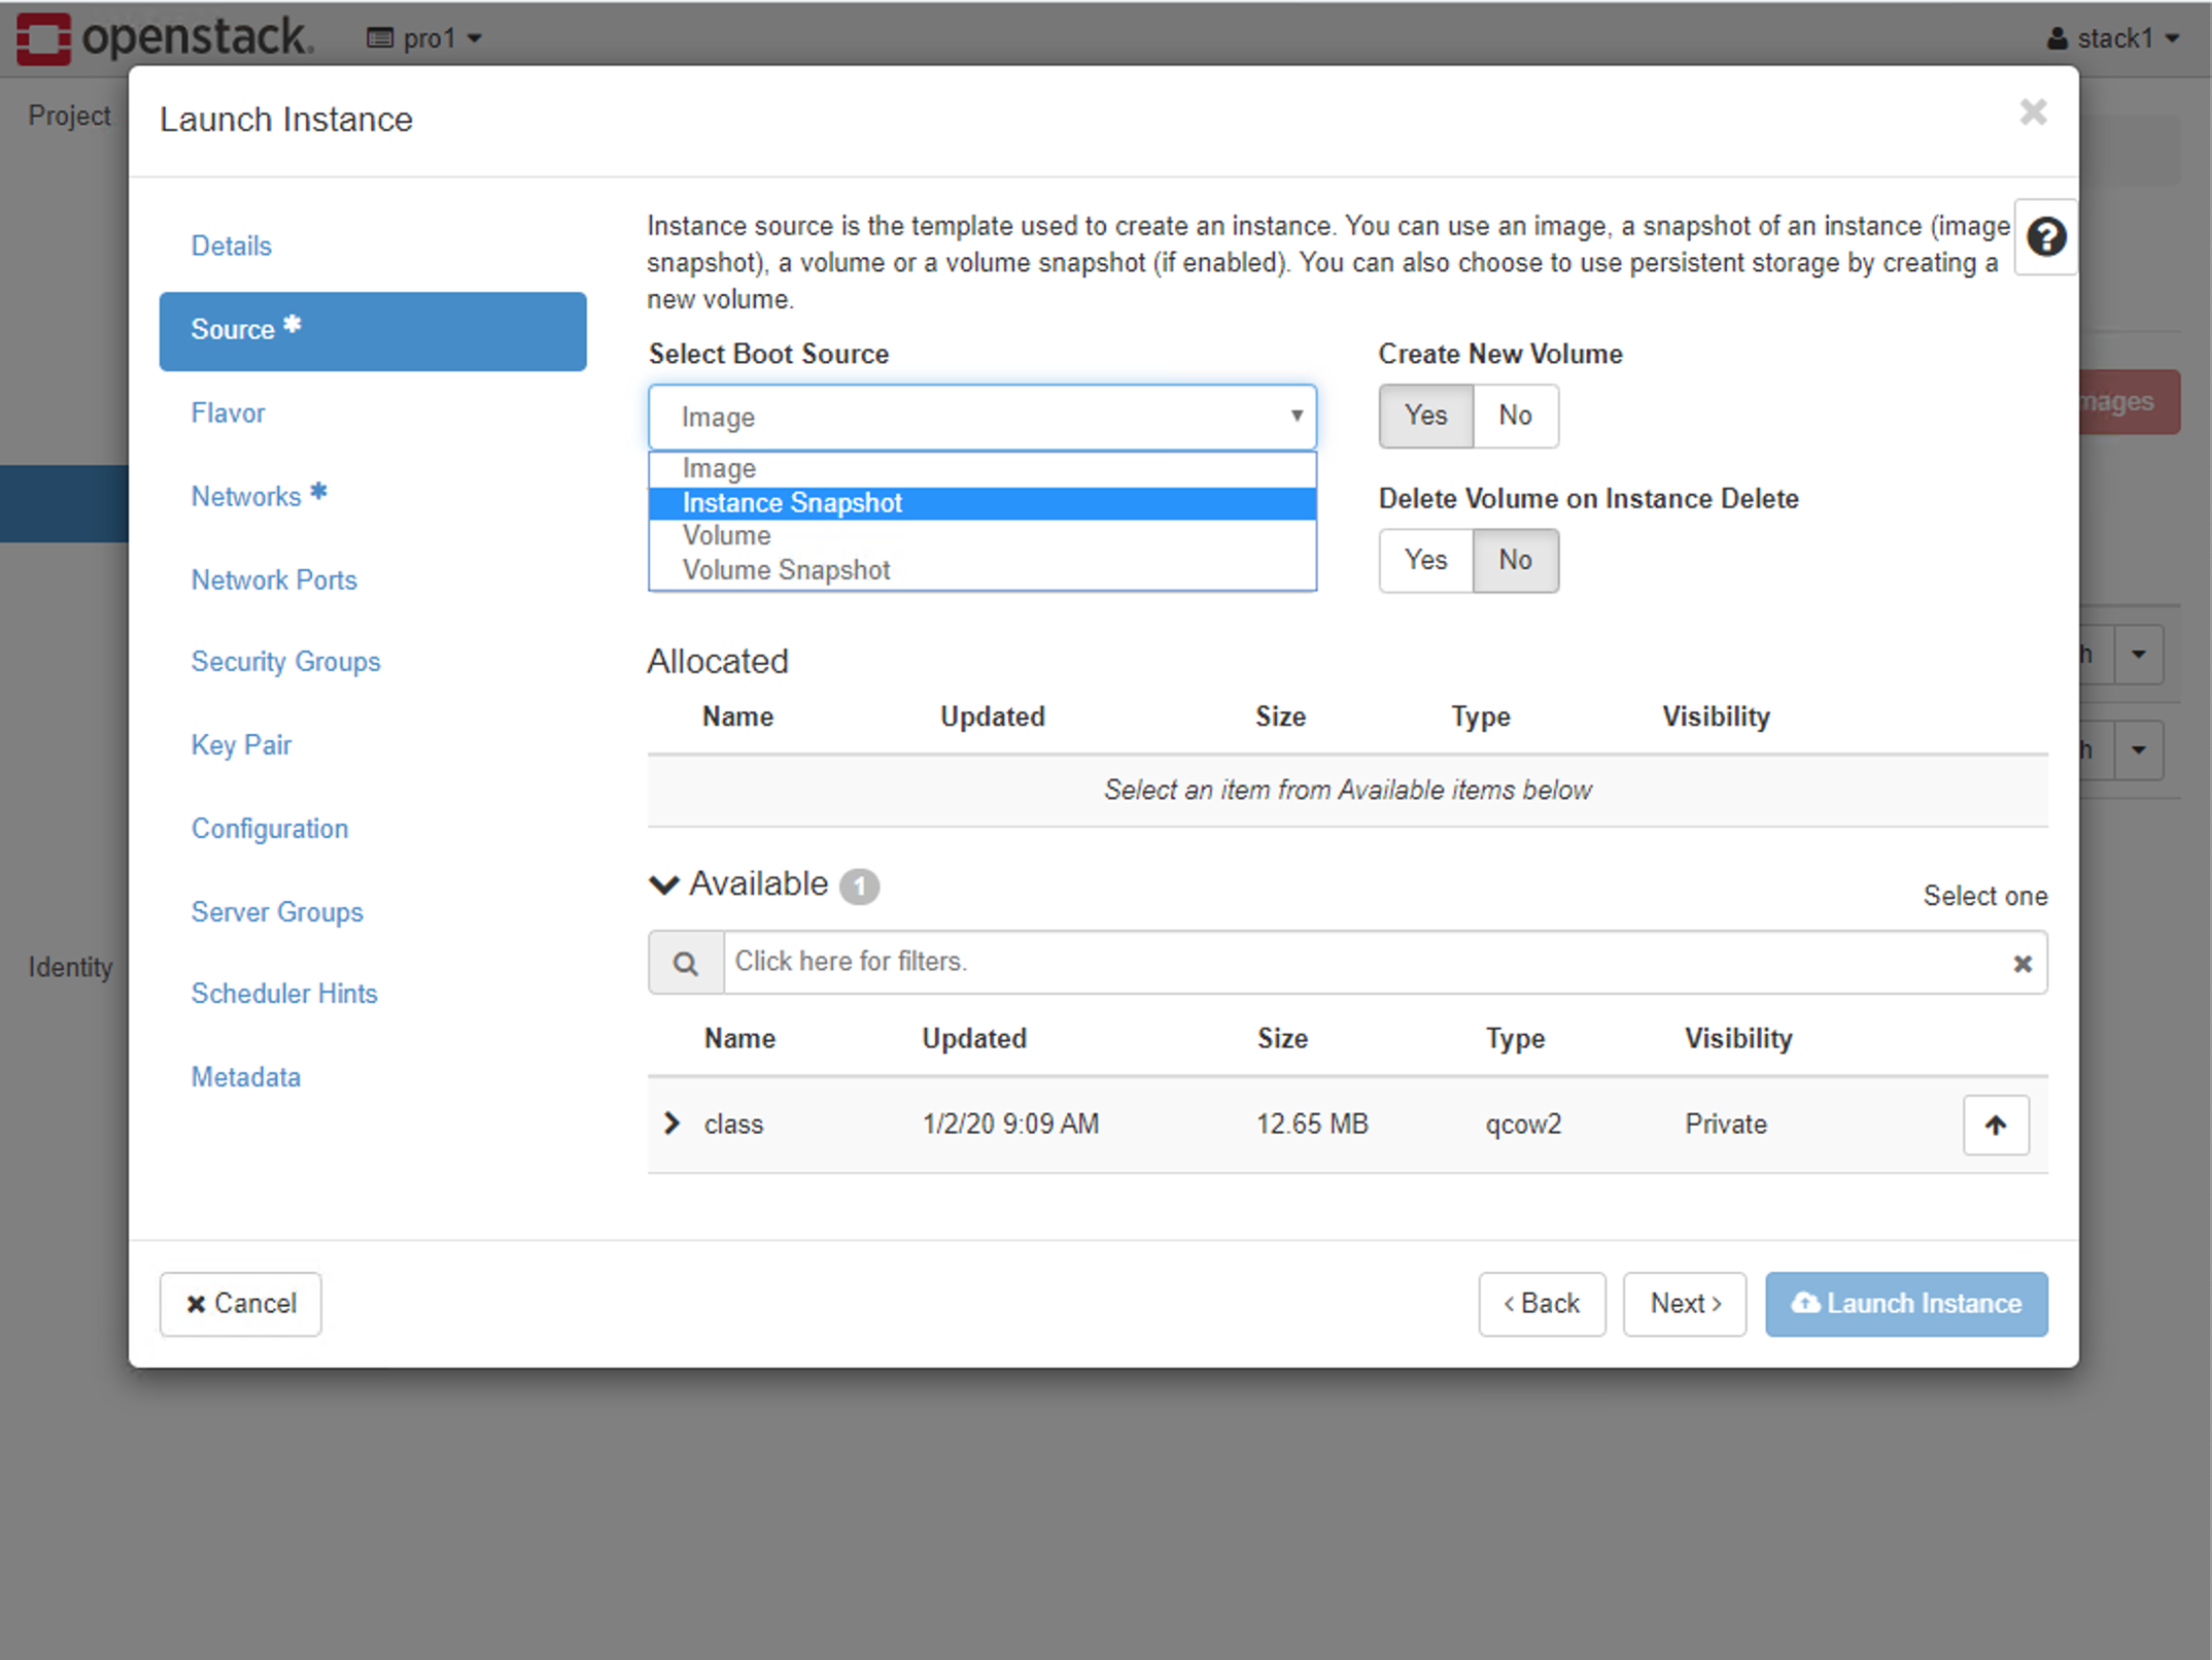 openstack. pro1 stack1
Project
Launch Instance
Details
Source *
Flavor
Networks *
Network Ports
Security Groups
Key Pair
Configuration
Server Groups
Scheduler Hints
Metadata
Identity
Instance source is the template used to create an instance. You can use an image, a snapshot of an instance (image
snapshot), a volume or a volume snapshot (if enabled). You can also choose to use persistent storage by creating a
new volume.
Select Boot Source
Image
Image
Instance Snapshot
Volume
Volume Snapshot
Create New Volume
Yes No
Delete Volume on Instance Delete
Yes No
Allocated
Name Updated Size Type Visibility
Select an item from Available items below
Available 1
Select one
Click here for filters.
Name Updated Size Type Visibility
class 1/2/20 9:09 AM 12.65 MB qcow2 Private
Cancel
‹ Back
Next ›
Launch Instance
mages
h
h